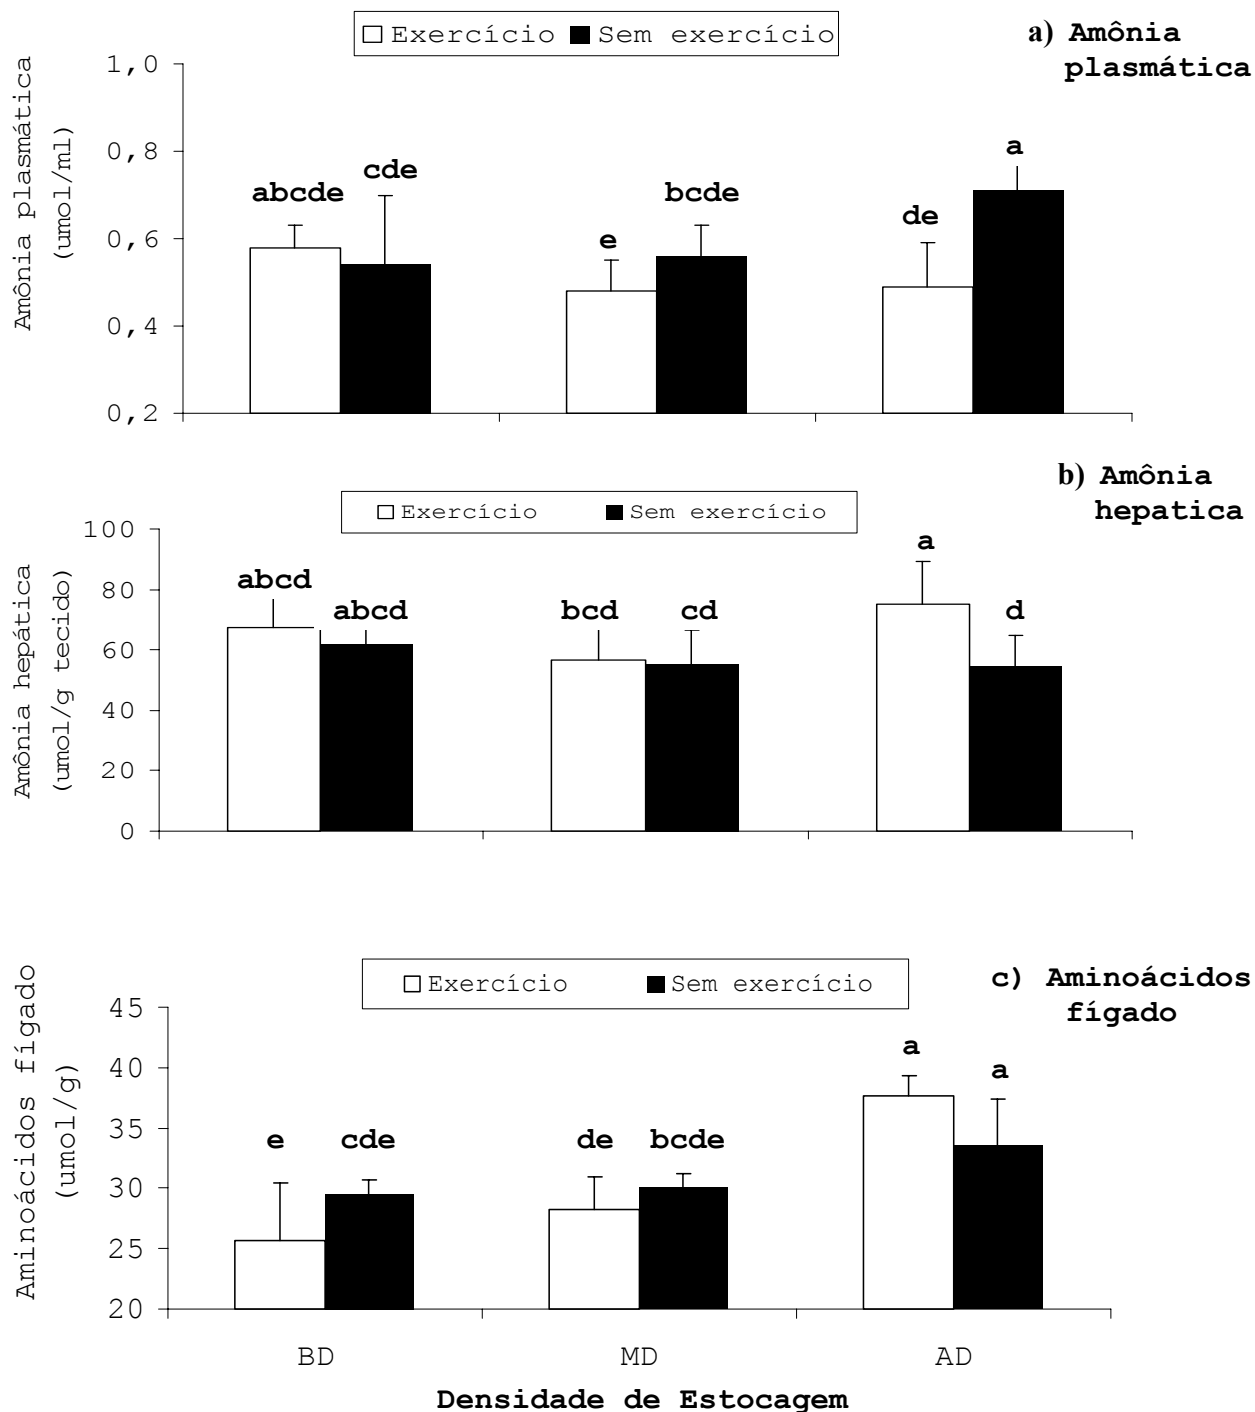 Exercício Sem exercício
a) Amônia
plasmática
Amônia plasmática
(umol/ml)
1,0
0,8
0,6
0,4
0,2
abcde
cde
e
bcde
de
a
b) Amônia
hepatica
Exercício Sem exercício
Amônia hepática
(umol/g tecido)
100
80
60
40
20
0
abcd
abcd
bcd
cd
a
d
c) Aminoácidos
fígado
Exercício Sem exercício
Aminoácidos fígado
(umol/g)
45
40
35
30
25
20
e
cde
de
bcde
a
a
BD MD AD
Densidade de Estocagem